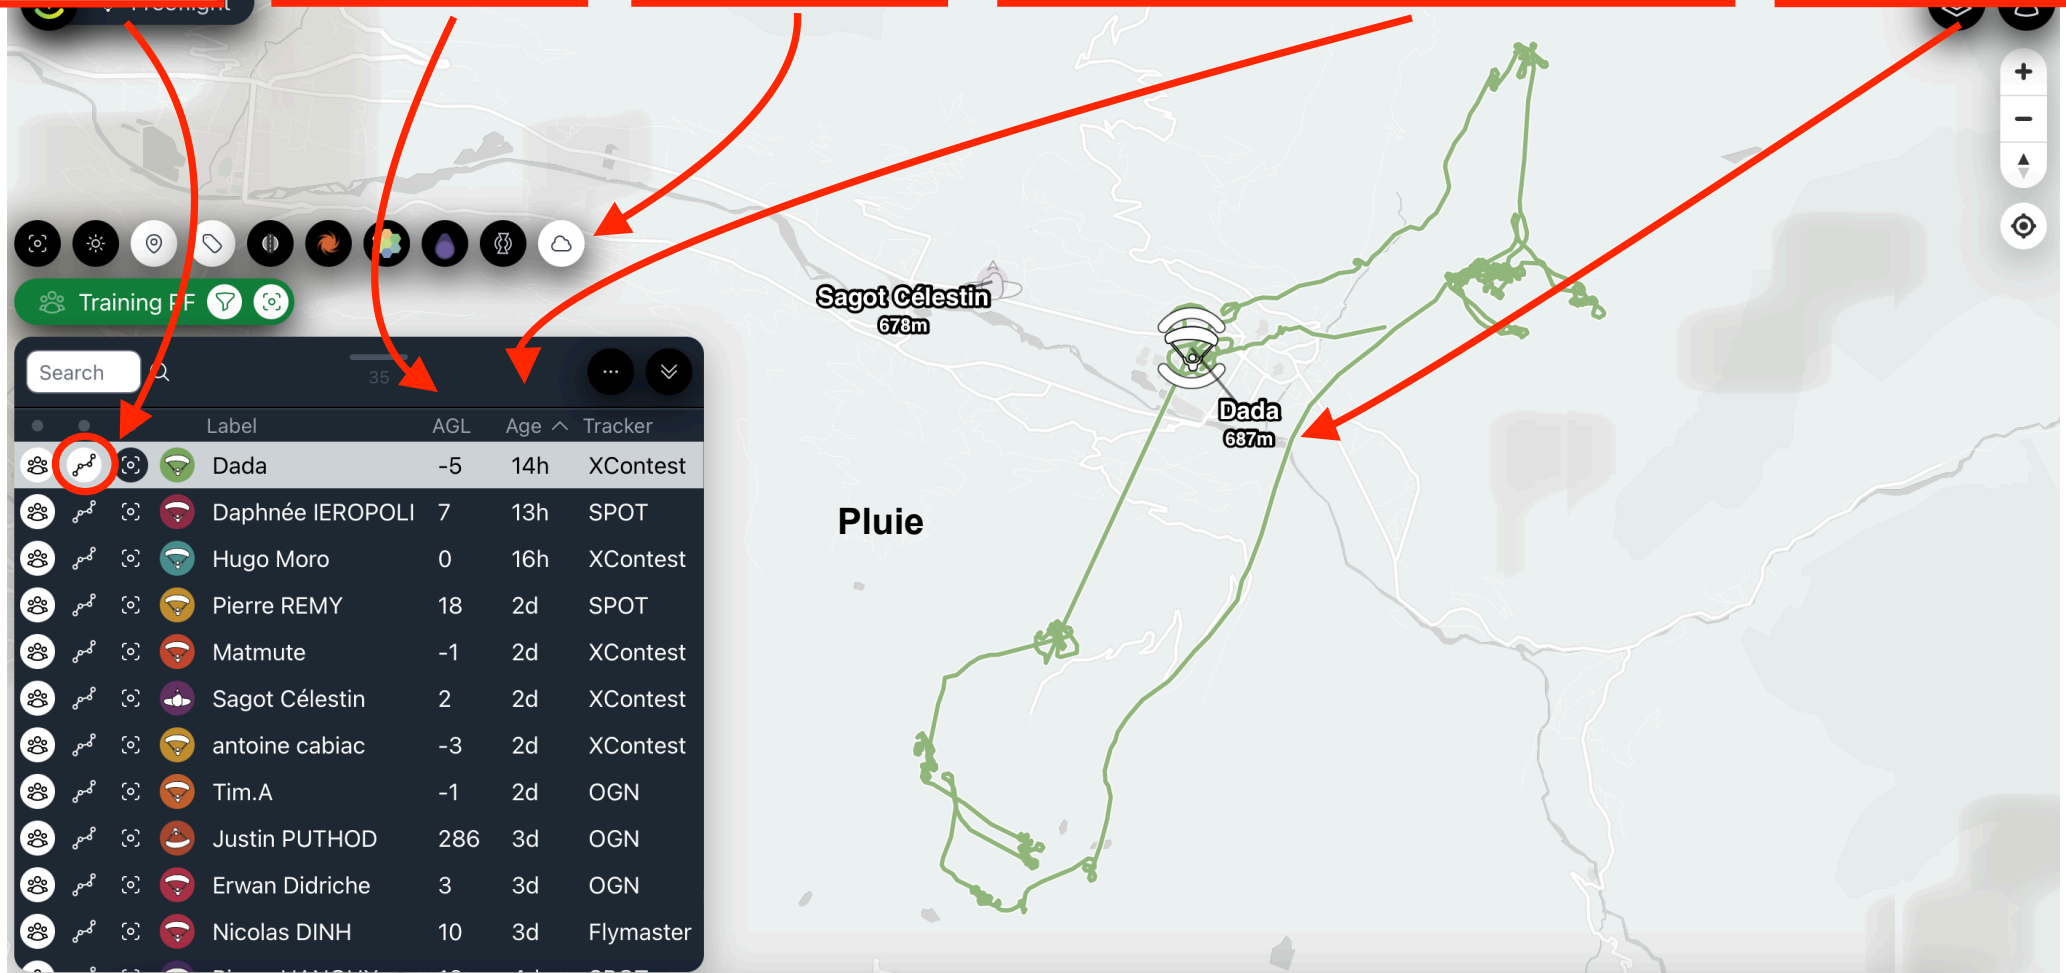 Training PF
Search
35
Label AGL Age Tracker
Dada -5 14h XContest
Daphnée IEROPOLI 7 13h SPOT
Hugo Moro 0 16h XContest
Pierre REMY 18 2d SPOT
Matmute -1 2d XContest
Sagot Célestin 2 2d XContest
antoine cabiac -3 2d XContest
Tim.A -1 2d OGN
Justin PUTHOD 286 3d OGN
Erwan Didriche 3 3d OGN
Nicolas DINH 10 3d Flymaster
Sagot Célestin
678m
Dada
687m
Pluie